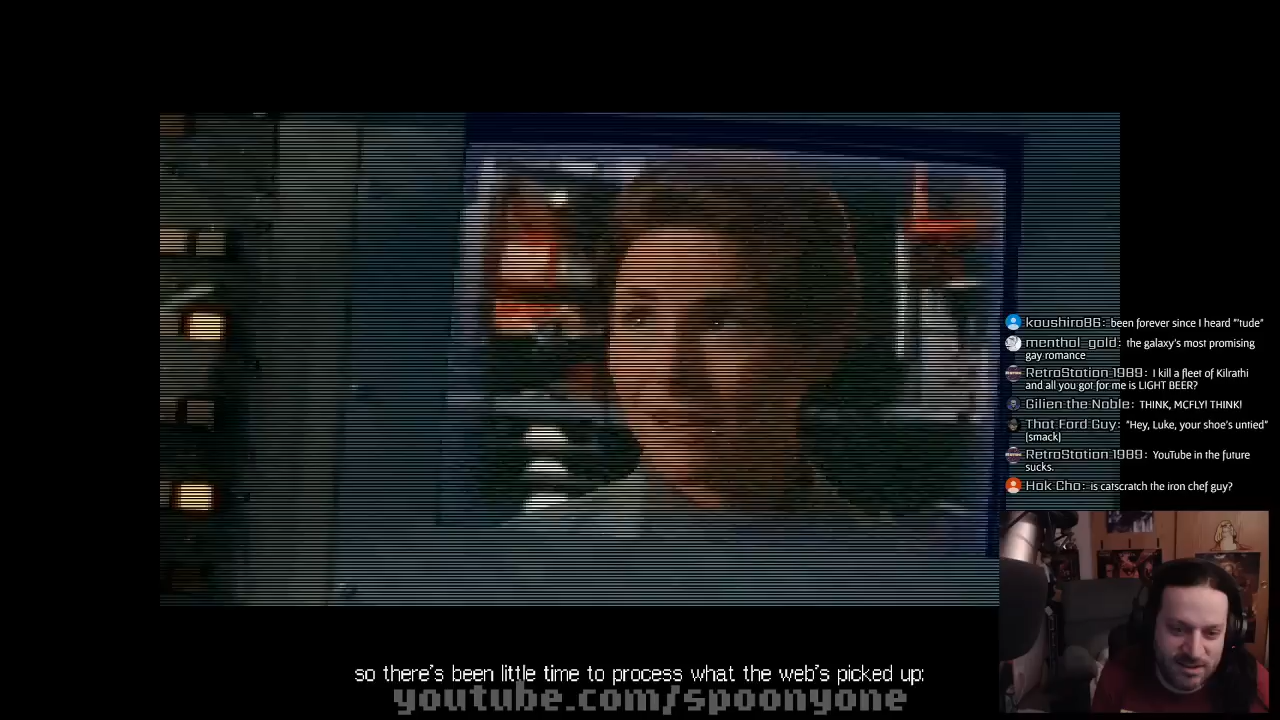 koushiro86: been forever since I heard "'tude"
menthol_gold: the galaxy's most promising
gay romance
RetroStation 1989: I kill a fleet of Kilrathi
and all you got for me is LIGHT BEER?
Gilien the Noble: THINK, MCFLY! THINK!
That Ford Guy: "Hey, Luke, your shoe's untied"
(smack)
RetroStation 1989: YouTube in the future
sucks.
Hok Cho: is catscratch the iron chef guy?
so there's been little time to process what the web's picked up:
youtube.com/spoonyone